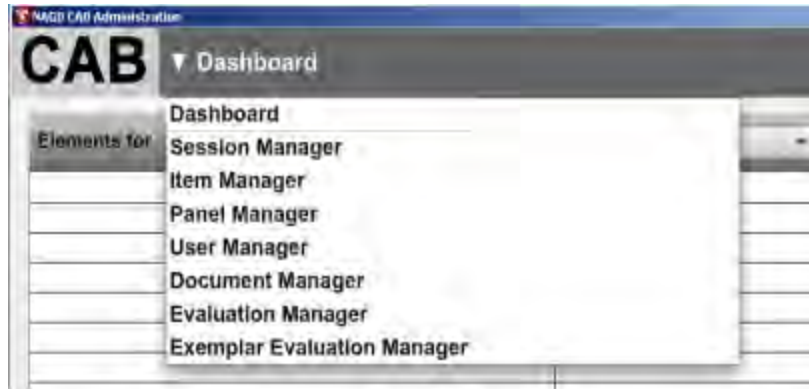 NAGB CAB Administration
CAB ▼ Dashboard
Dashboard
Elements for
Session Manager
Item Manager
Panel Manager
User Manager
Document Manager
Evaluation Manager
Exemplar Evaluation Manager